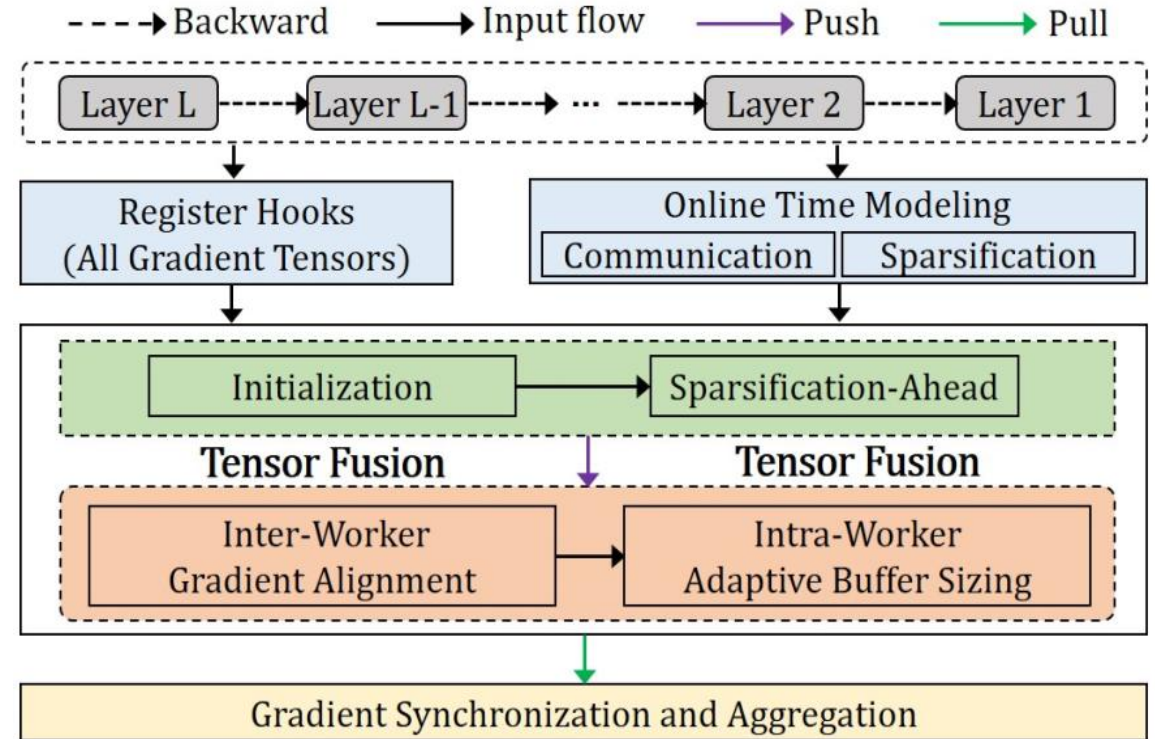 Backward Input flow Push Pull
Layer L Layer L-1 ... Layer 2 Layer 1
Register Hooks
(All Gradient Tensors)
Online Time Modeling
Communication Sparsification
Initialization Sparsification-Ahead
Tensor Fusion Tensor Fusion
Inter-Worker
Gradient Alignment
Intra-Worker
Adaptive Buffer Sizing
Gradient Synchronization and Aggregation